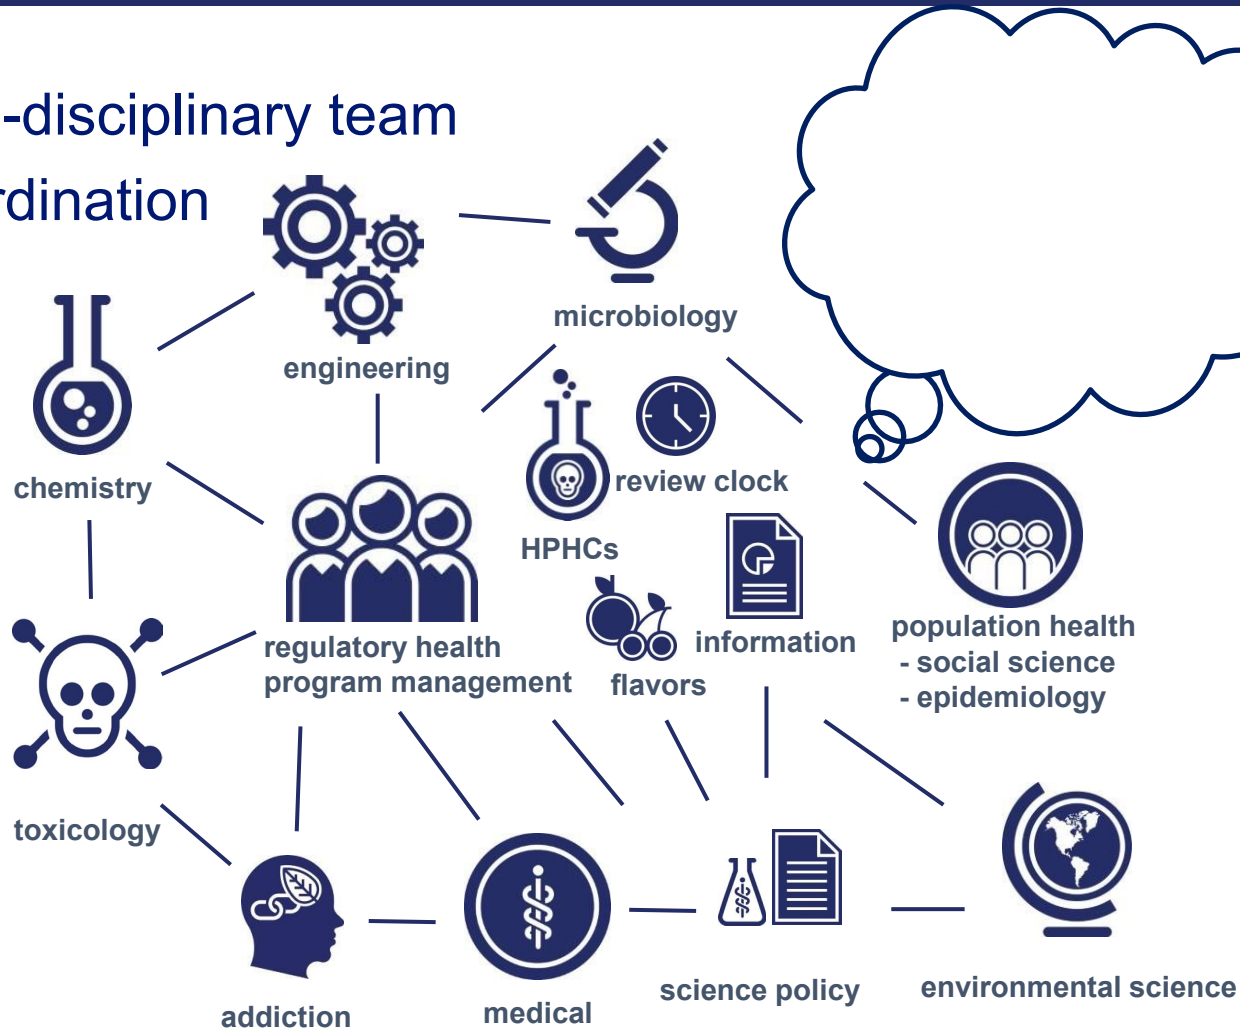 -disciplinary team
rdination
microbiology
engineering
chemistry
review clock
HPHCs
regulatory health
program management
flavors
information
population health
- social science
- epidemiology
toxicology
addiction
medical
science policy
environmental science